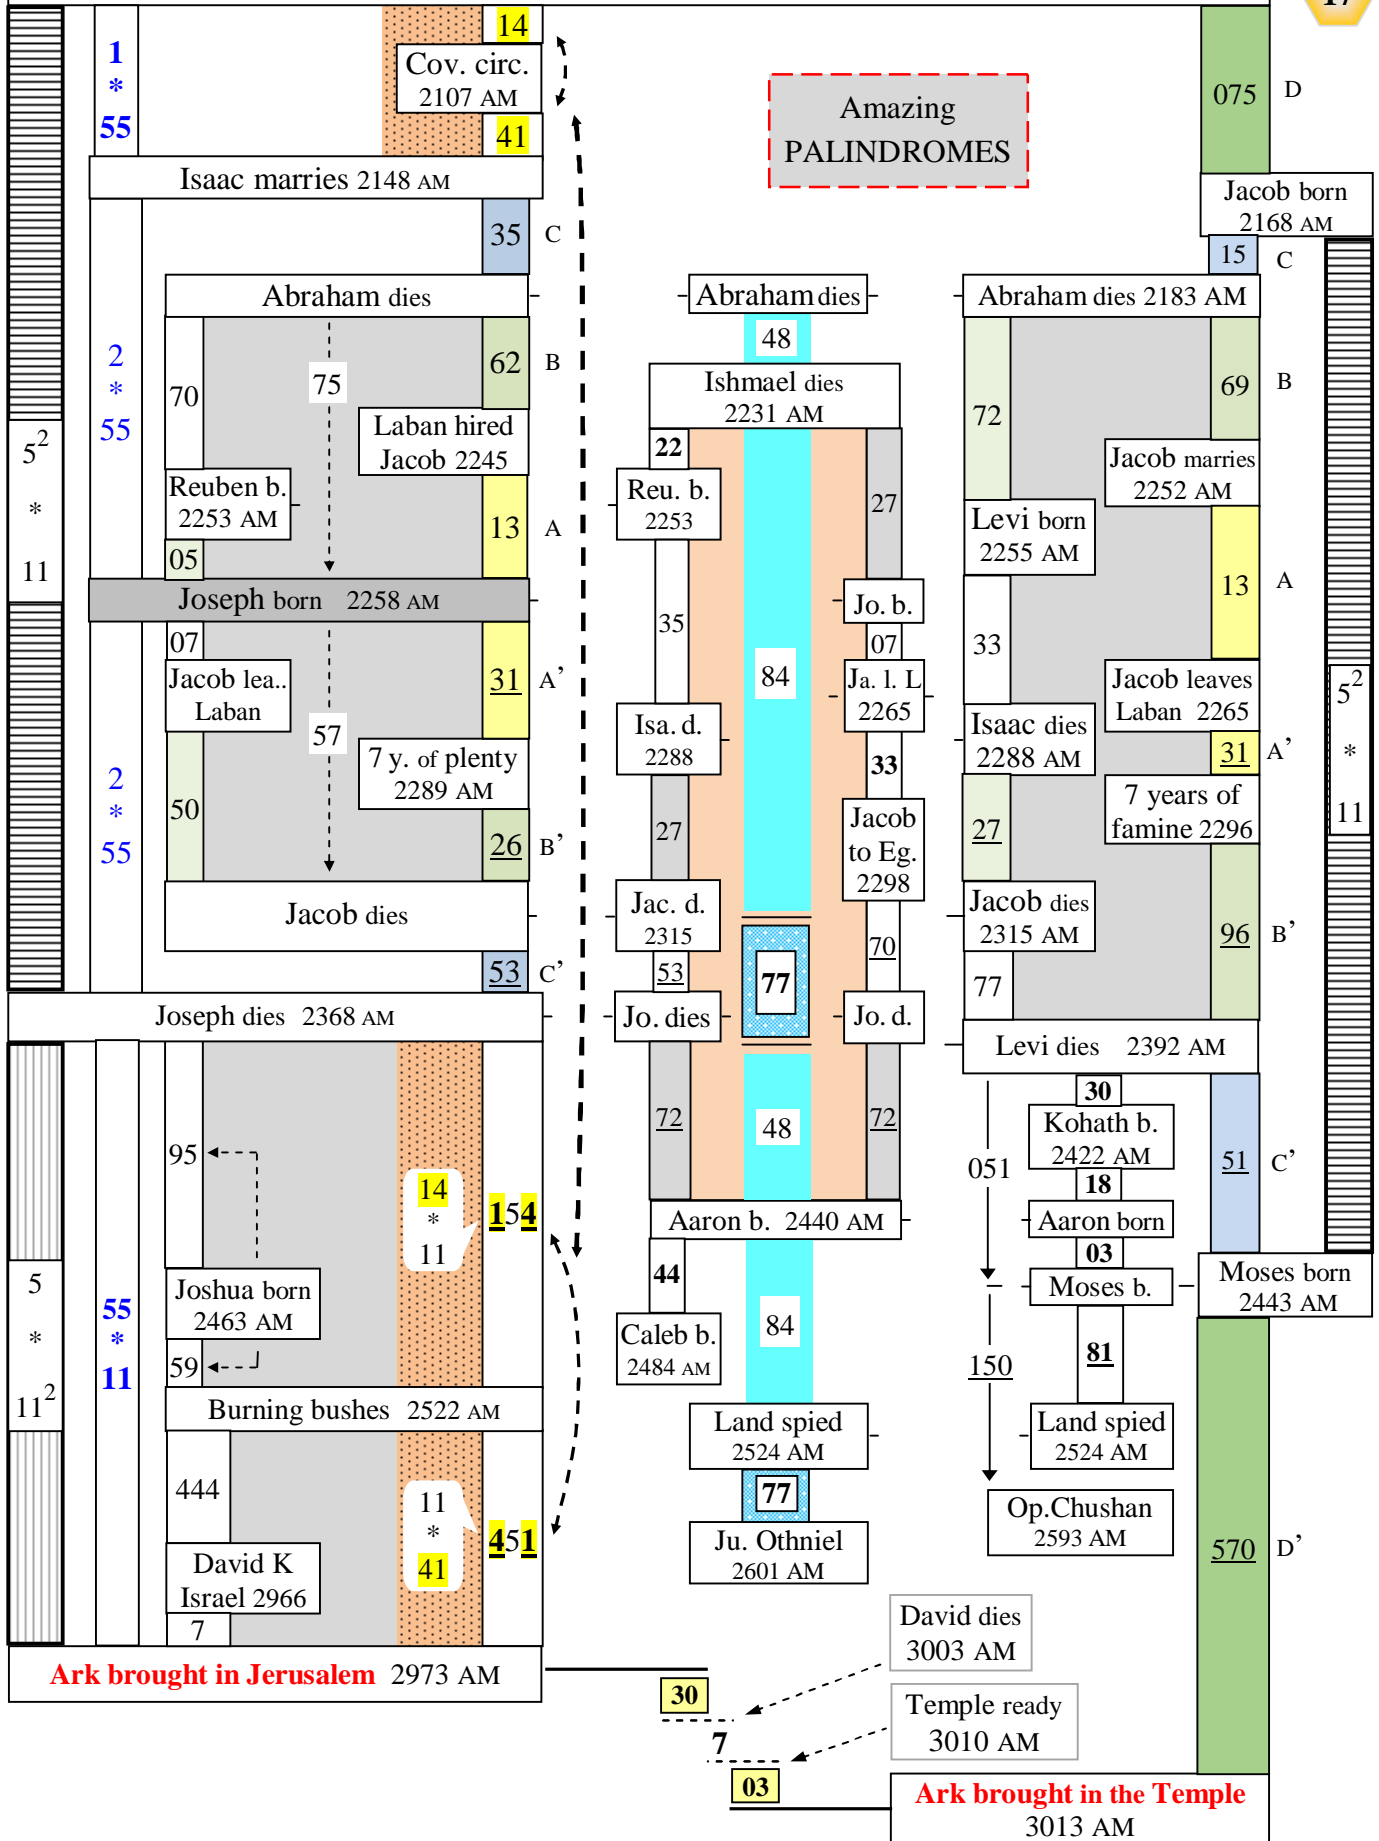 17
14
1
*
55
Cov. circ.
2107 AM
41
Isaac marries 2148 AM
Amazing
PALINDROMES
075 D
Jacob born
2168 AM
35 C
15 C
Abraham dies
Abraham dies
Abraham dies 2183 AM
2
*
55
70
75
62 B
Laban hired
Jacob 2245
Reuben b.
2253 AM
13 A
05
5²
*
11
Joseph born 2258 AM
07
Jacob lea..
Laban
57
31 A’
7 y. of plenty
2289 AM
2
*
55
50
26 B’
Jacob dies
53 C’
Joseph dies 2368 AM
95
14
*
11
154
Joshua born
2463 AM
59
5
*
11²
55
*
11
Burning bushes 2522 AM
444
11
*
41
451
David K
Israel 2966
7
Ark brought in Jerusalem 2973 AM
48
Ishmael dies
2231 AM
22
Reu. b.
2253
27
35
Jo. b.
07
84
Ja. l. L
2265
Isa. d.
2288
33
27
Jacob
to Eg.
2298
Jac. d.
2315
70
53
77
Jo. dies
Jo. d.
72
48
72
Aaron b. 2440 AM
44
Caleb b.
2484 AM
84
Land spied
2524 AM
77
Ju. Othniel
2601 AM
72
69 B
Jacob marries
2252 AM
Levi born
2255 AM
13 A
33
Jacob leaves
Laban 2265
Isaac dies
2288 AM
31 A’
7 years of
famine 2296
27
Jacob dies
2315 AM
96 B’
77
5²
*
11
Levi dies 2392 AM
30
Kohath b.
2422 AM
051
18
51 C’
Aaron born
03
Moses b.
Moses born
2443 AM
150
81
Land spied
2524 AM
Op.Chushan
2593 AM
570 D’
David dies
3003 AM
30
Temple ready
3010 AM
7
03
Ark brought in the Temple
3013 AM